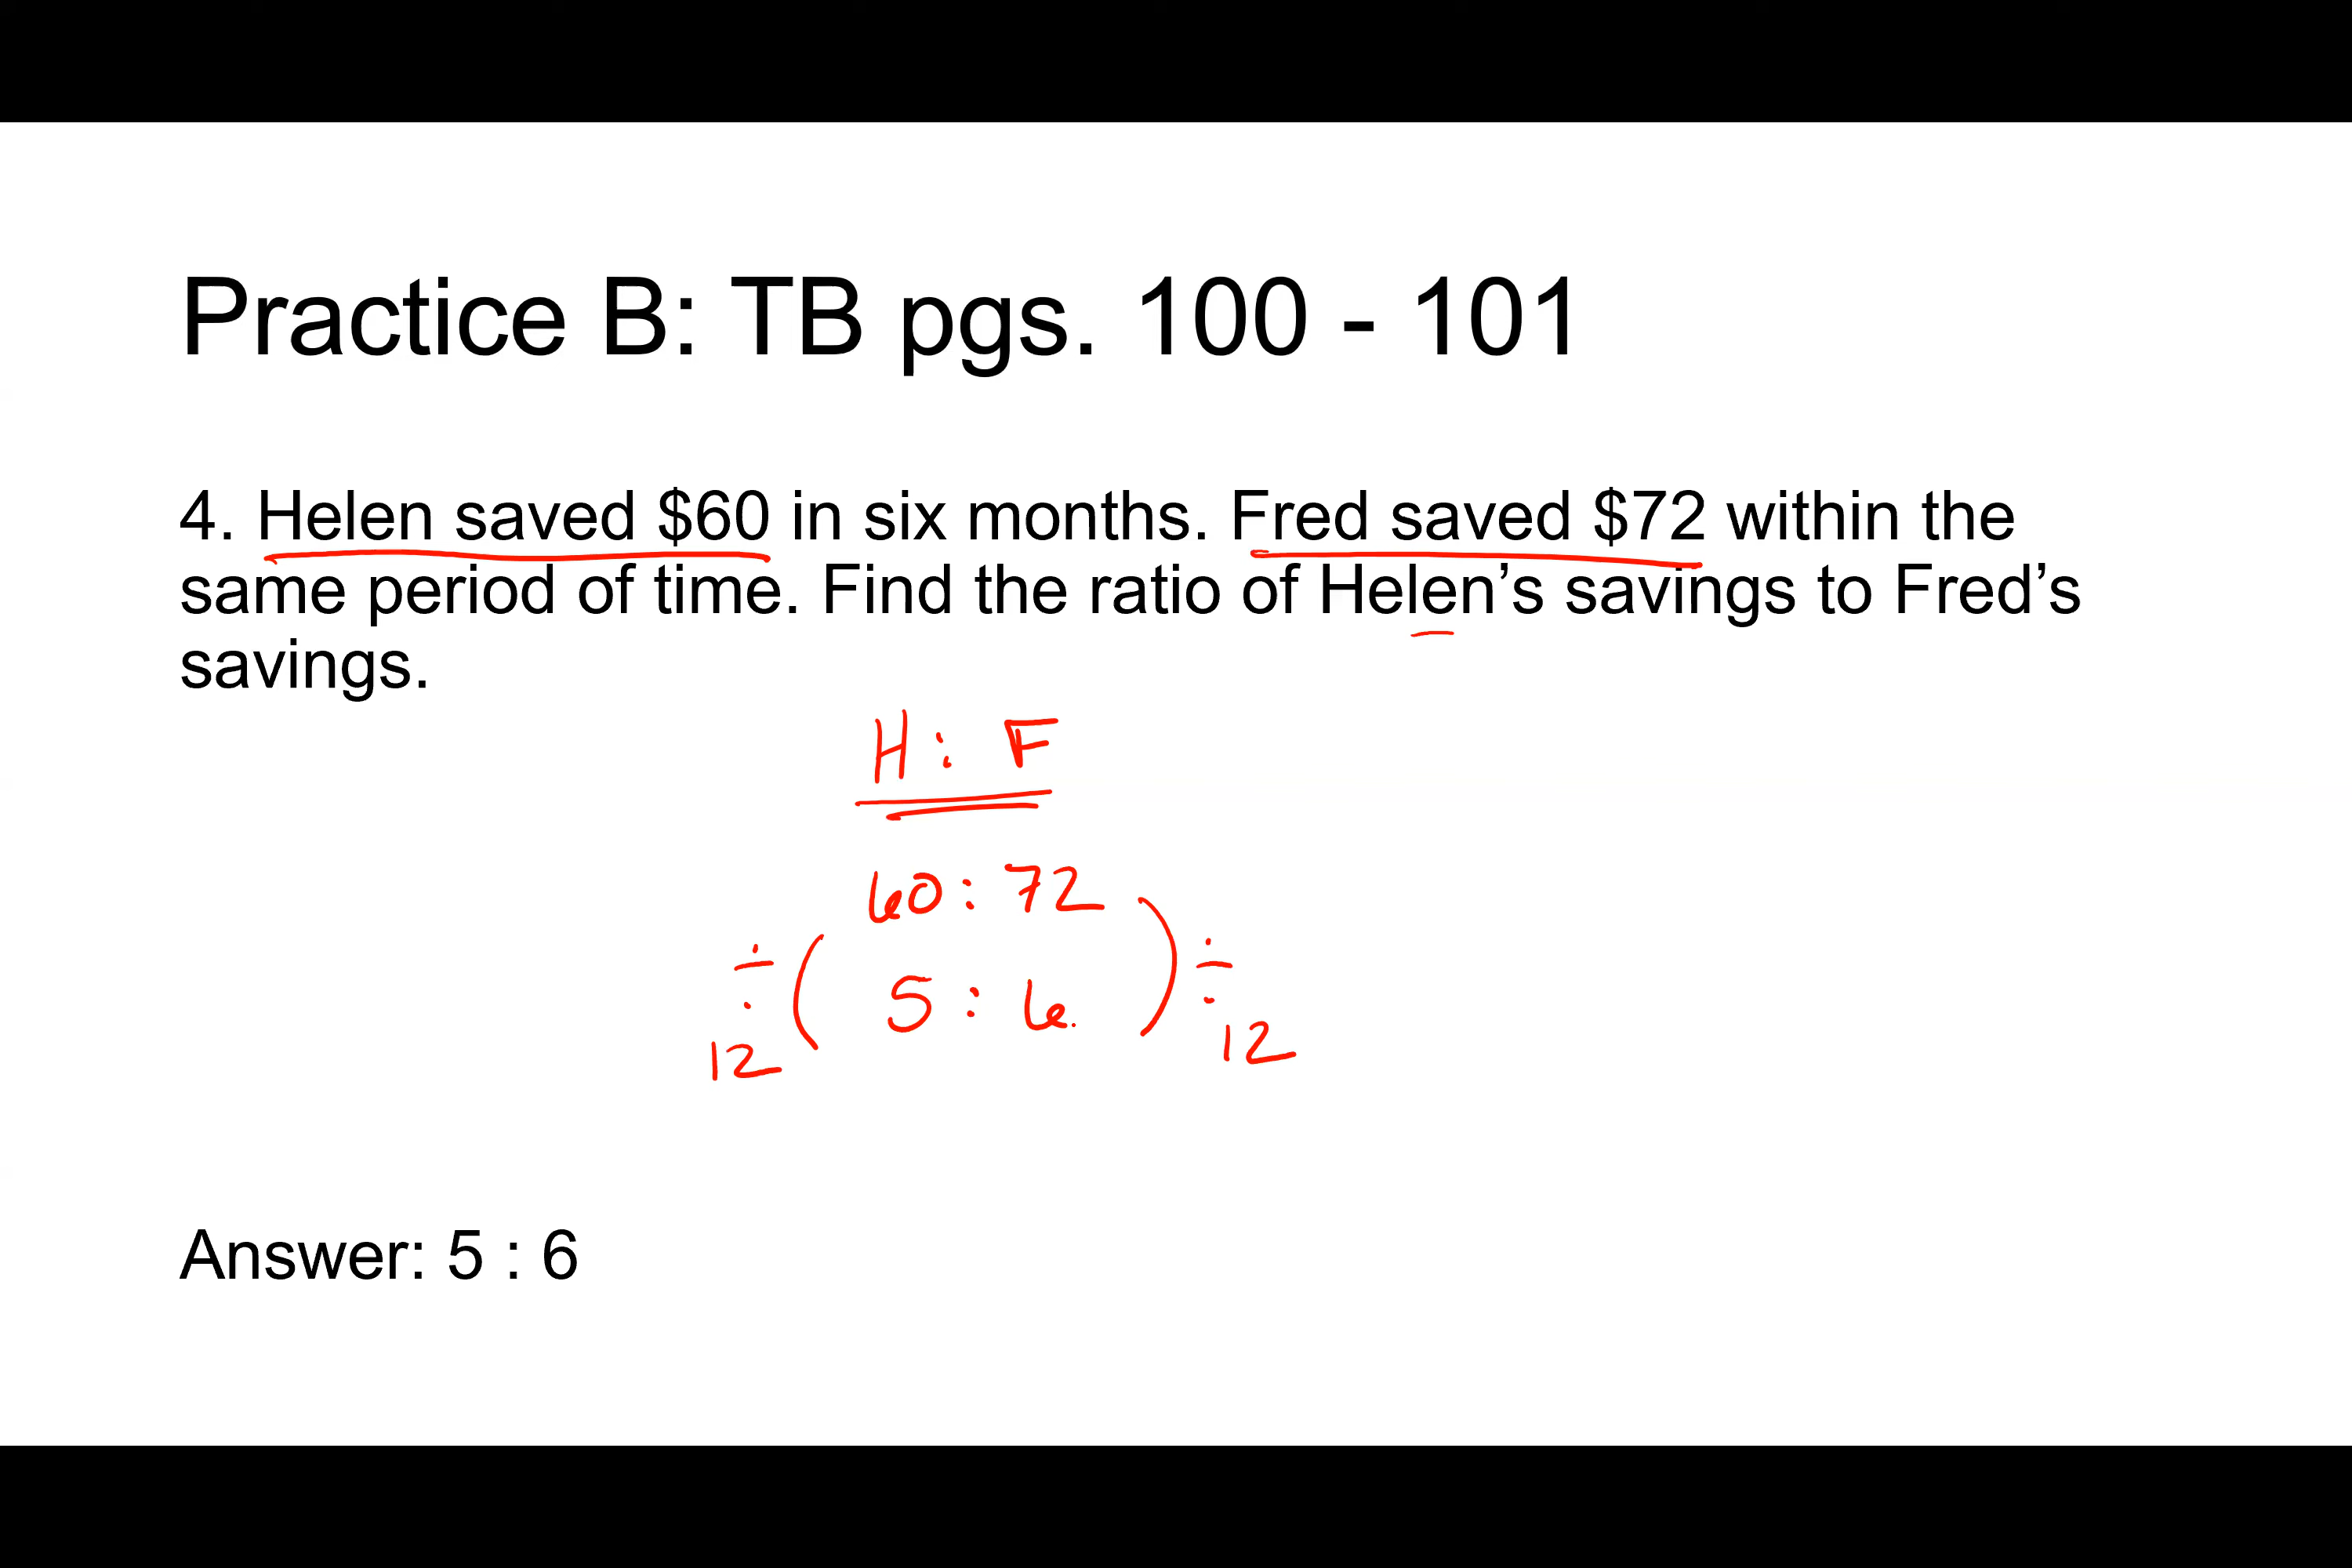 Practice B: TB pgs. 100 - 101
4. Helen saved $60 in six months. Fred saved $72 within the
same period of time. Find the ratio of Helen’s savings to Fred’s
savings.
H : F
60 : 72
÷ ( 5 : 6 ) ÷
12 12
Answer: 5 : 6